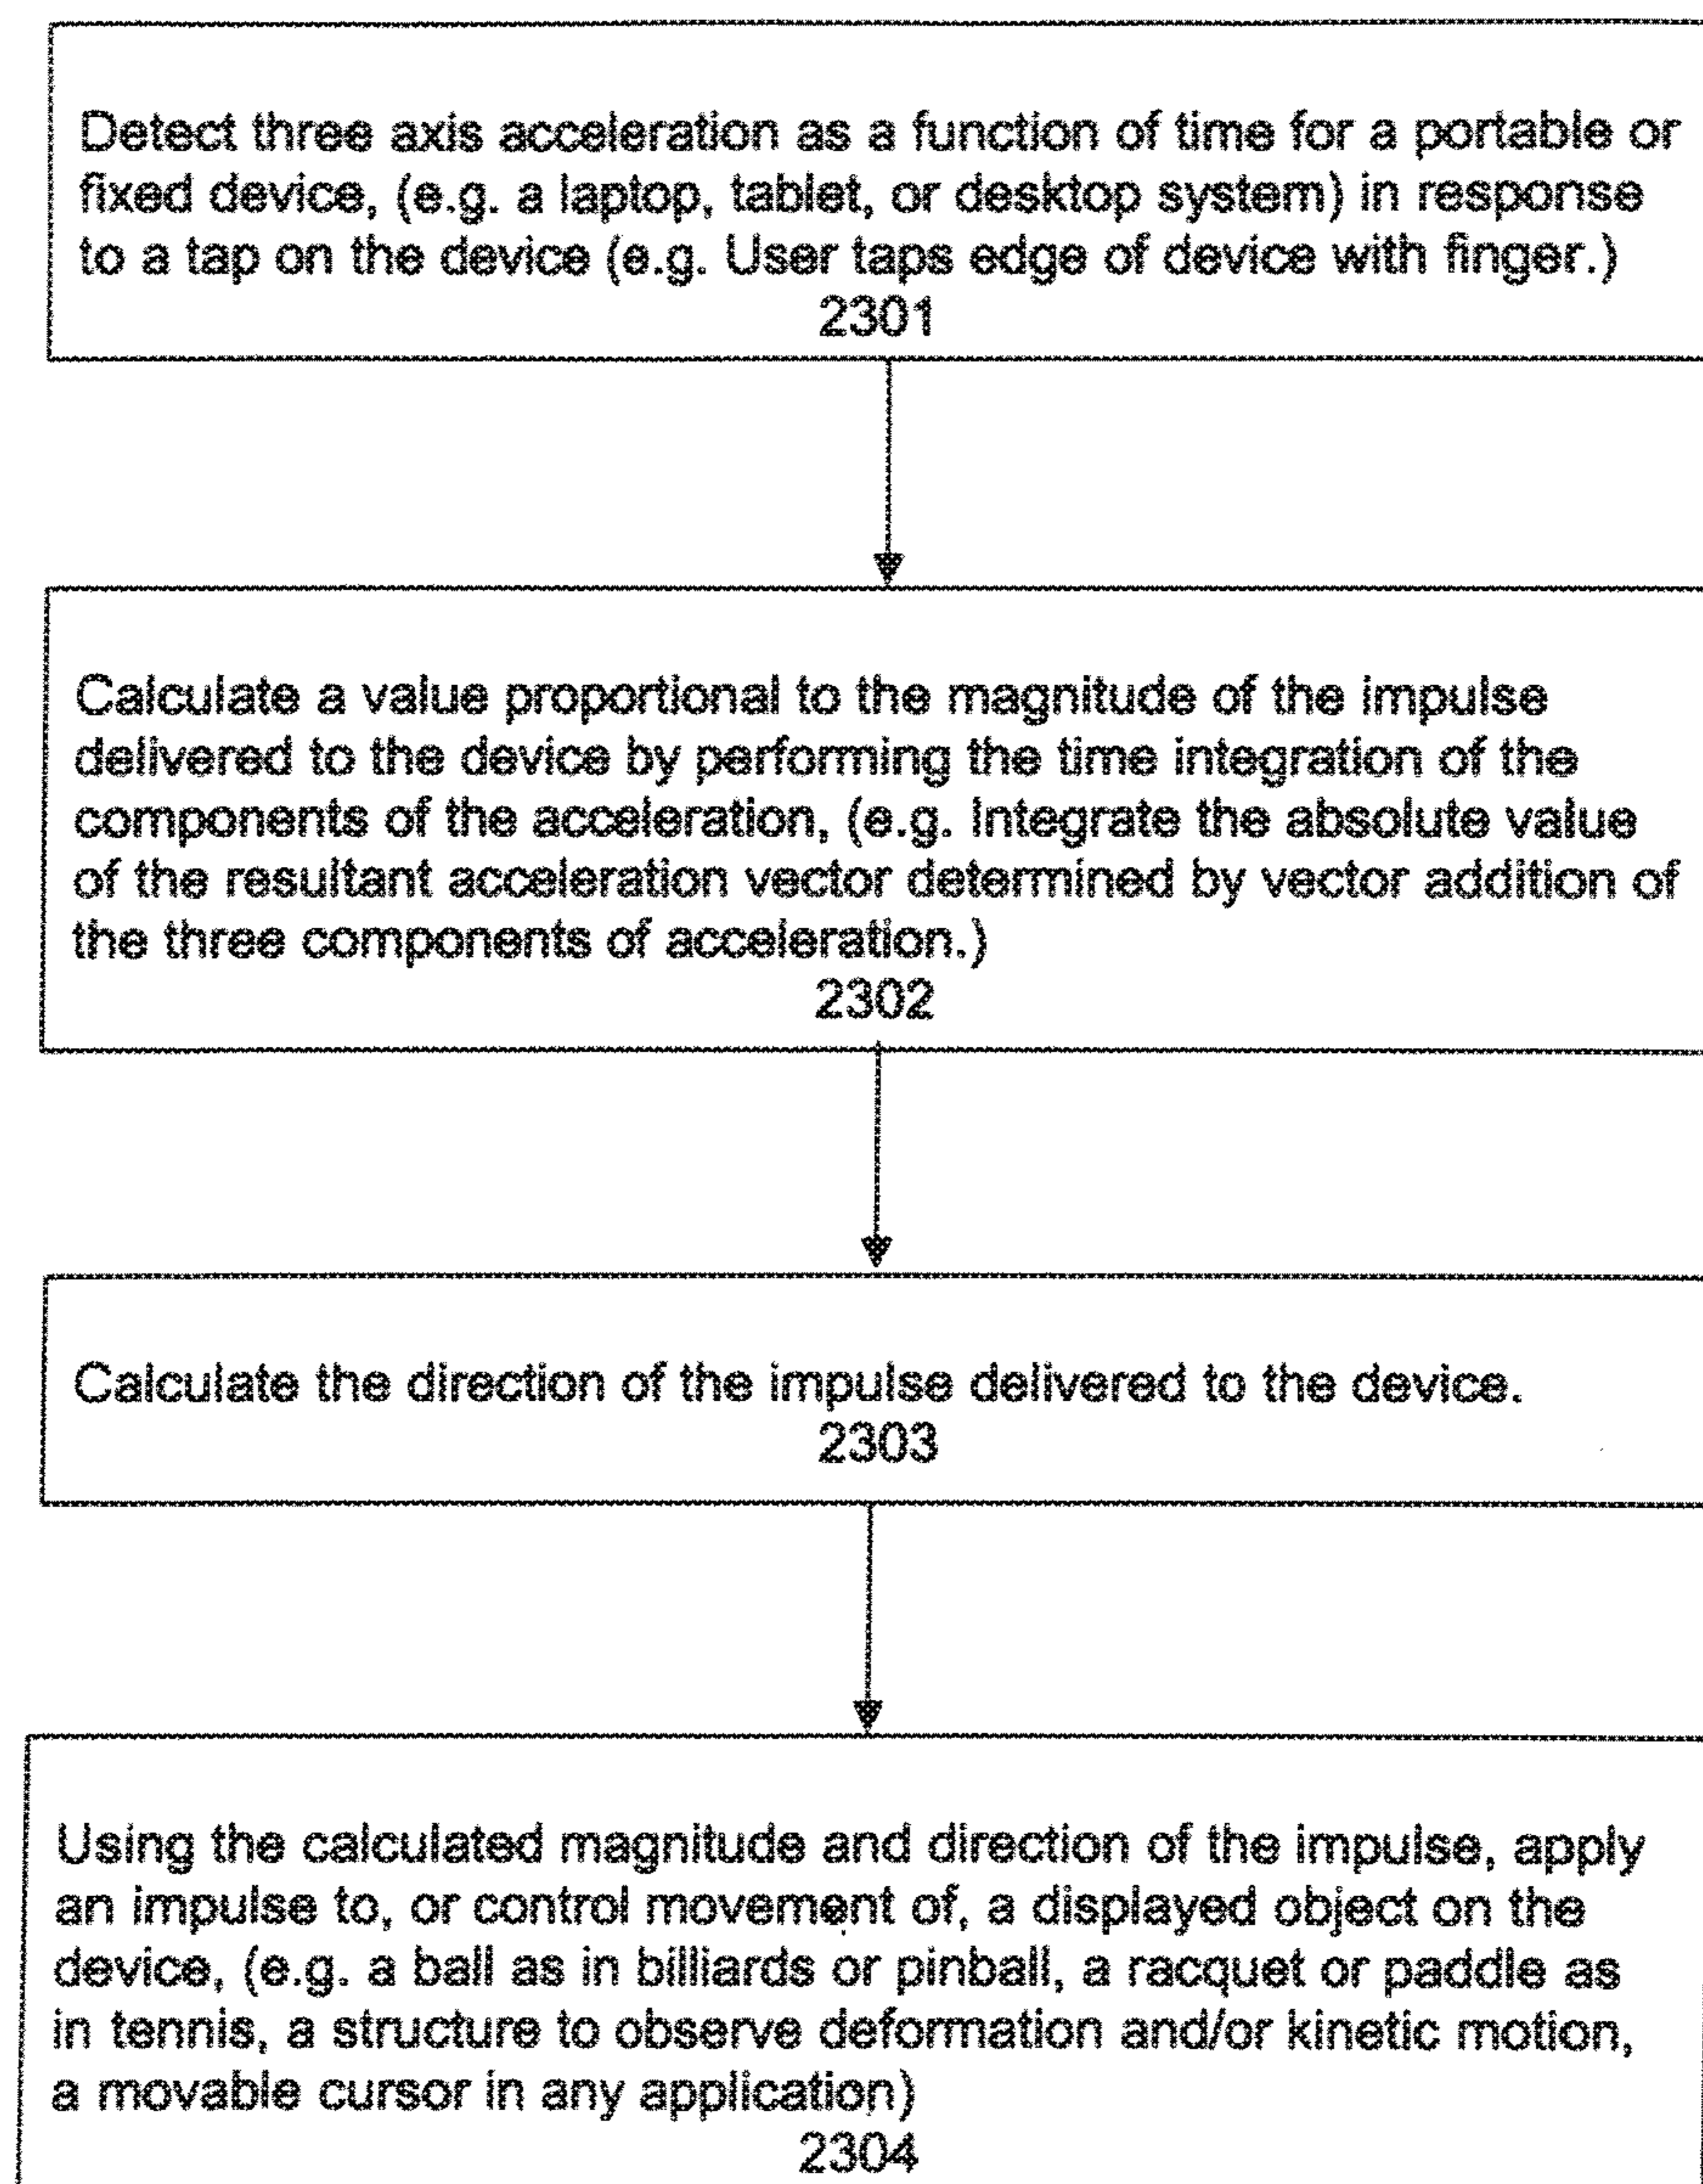 Detect three axis acceleration as a function of time for a portable or
fixed device, (e.g. a laptop, tablet, or desktop system) in response
to a tap on the device (e.g. User taps edge of device with finger.)
2301
Calculate a value proportional to the magnitude of the impulse
delivered to the device by performing the time integration of the
components of the acceleration, (e.g. Integrate the absolute value
of the resultant acceleration vector determined by vector addition of
the three components of acceleration.)
2302
Calculate the direction of the impulse delivered to the device.
2303
Using the calculated magnitude and direction of the impulse, apply
an impulse to, or control movement of, a displayed object on the
device, (e.g. a ball as in billiards or pinball, a racquet or paddle as
in tennis, a structure to observe deformation and/or kinetic motion,
a movable cursor in any application)
2304